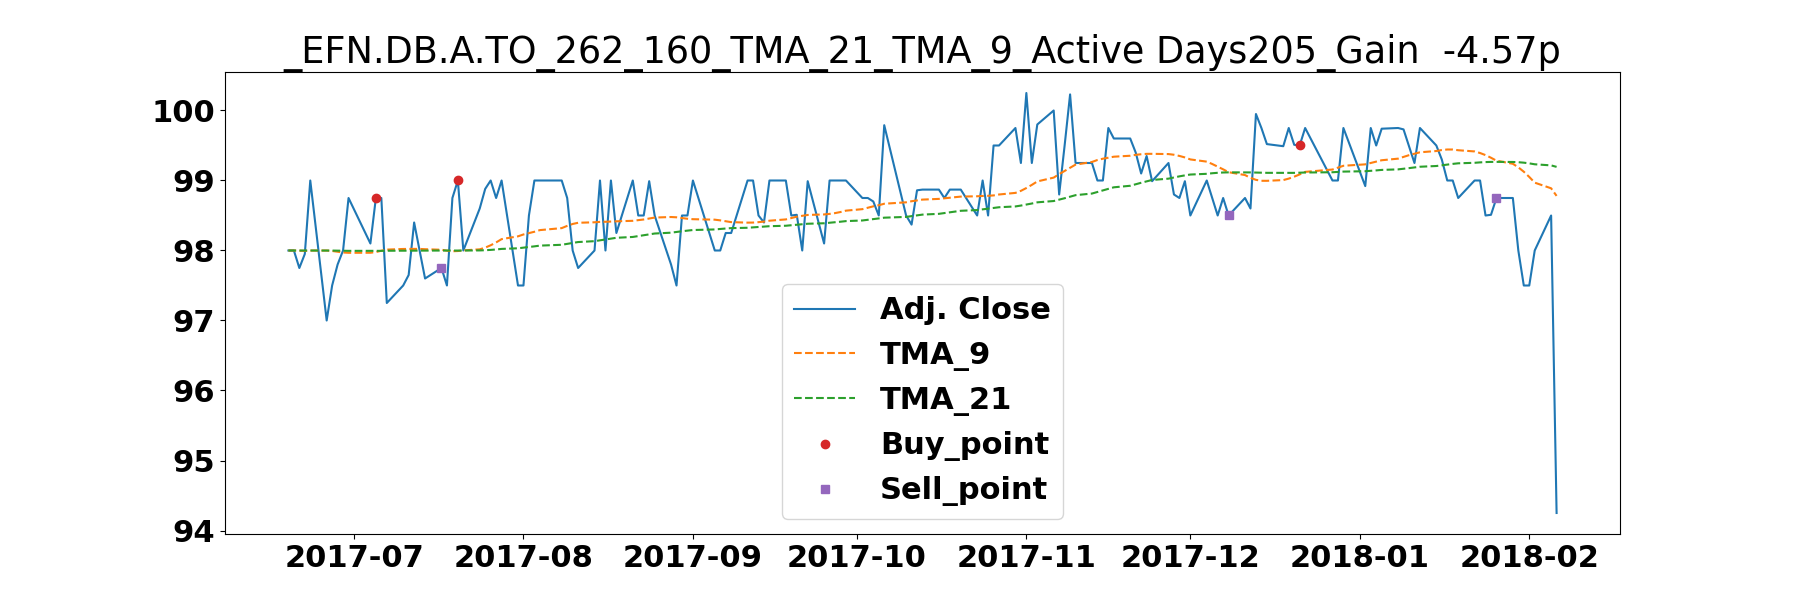 _EFN.DB.A.TO_262_160_TMA_21_TMA_9_Active Days205_Gain  -4.57p
100
99
98
97
96
95
94
Adj. Close
TMA_9
TMA_21
Buy_point
Sell_point
2017-07 2017-08 2017-09 2017-10 2017-11 2017-12 2018-01 2018-02